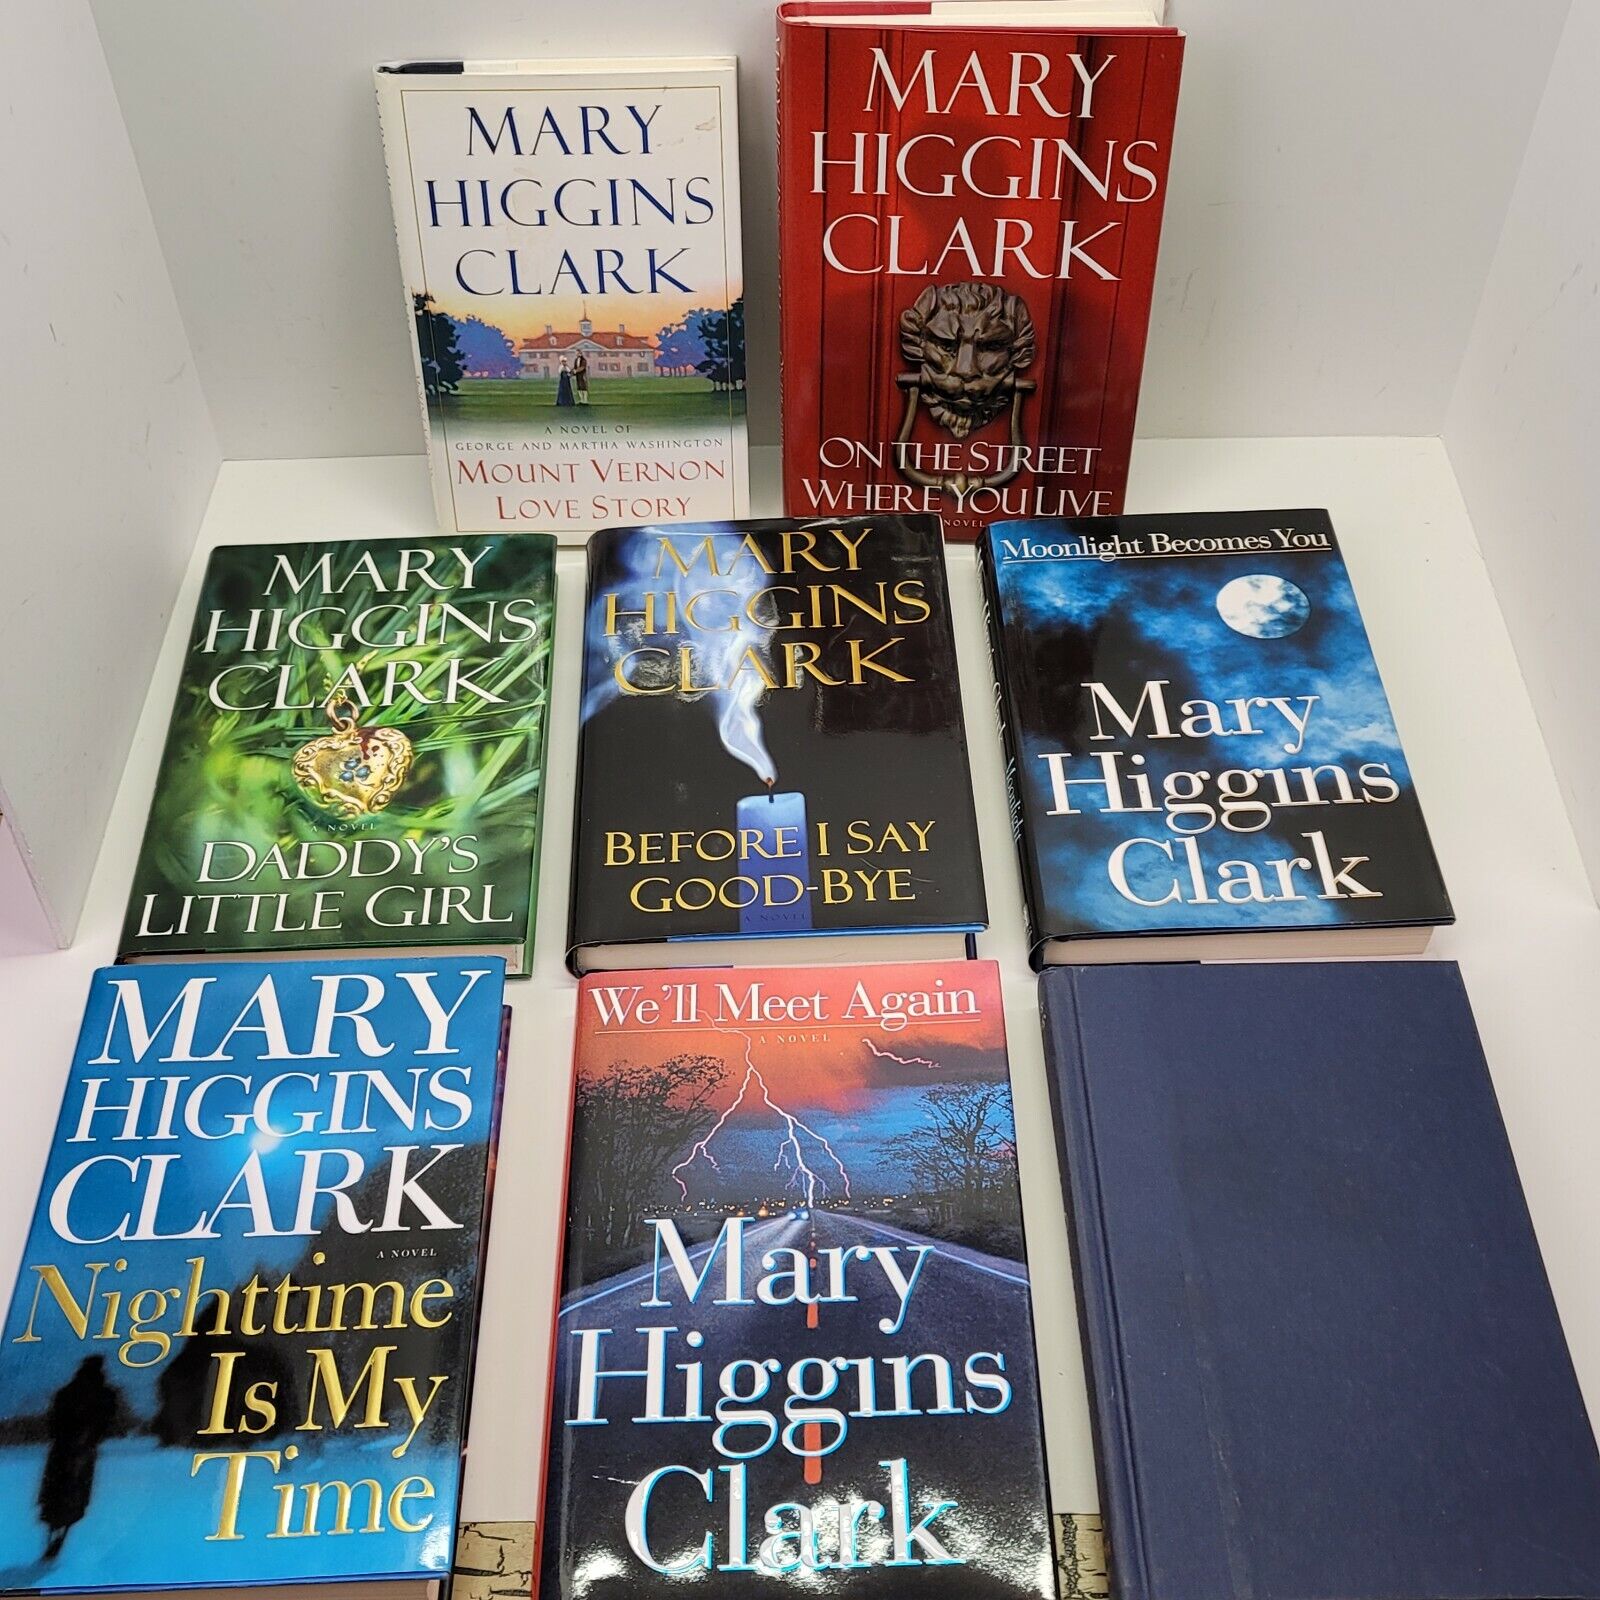 MARY
HIGGINS
CLARK
A NOVEL OF
GEORGE AND MARTHA WASHINGTON
MOUNT VERNON
LOVE STORY
MARY
HIGGINS
CLARK
ON THE STREET
WHERE YOU LIVE
NOVEL
MARY
HIGGINS
CLARK
A NOVEL
DADDY'S
LITTLE GIRL
MARY
HIGGINS
CLARK
BEFORE I SAY
GOOD-BYE
A NOVEL
Moonlight Becomes You
Mary
Higgins
Clark
Moonlight
MARY
HIGGINS
CLARK
A NOVEL
Nighttime
Is My
Time
We'll Meet Again
A NOVEL
Mary
Higgins
Clark